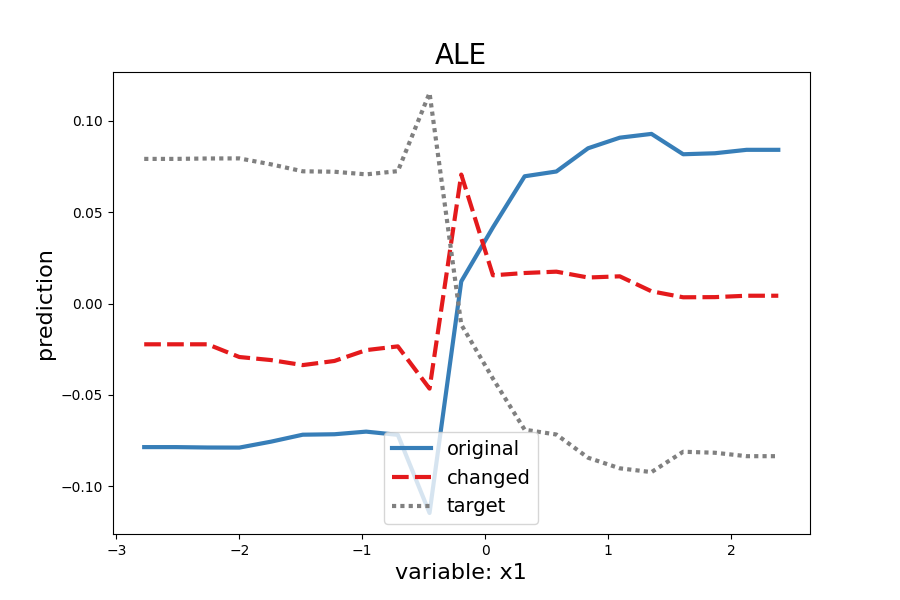 ALE
prediction
0.10
0.05
0.00
−0.05
−0.10
original
changed
target
−3
−2
−1
0
1
2
variable: x1